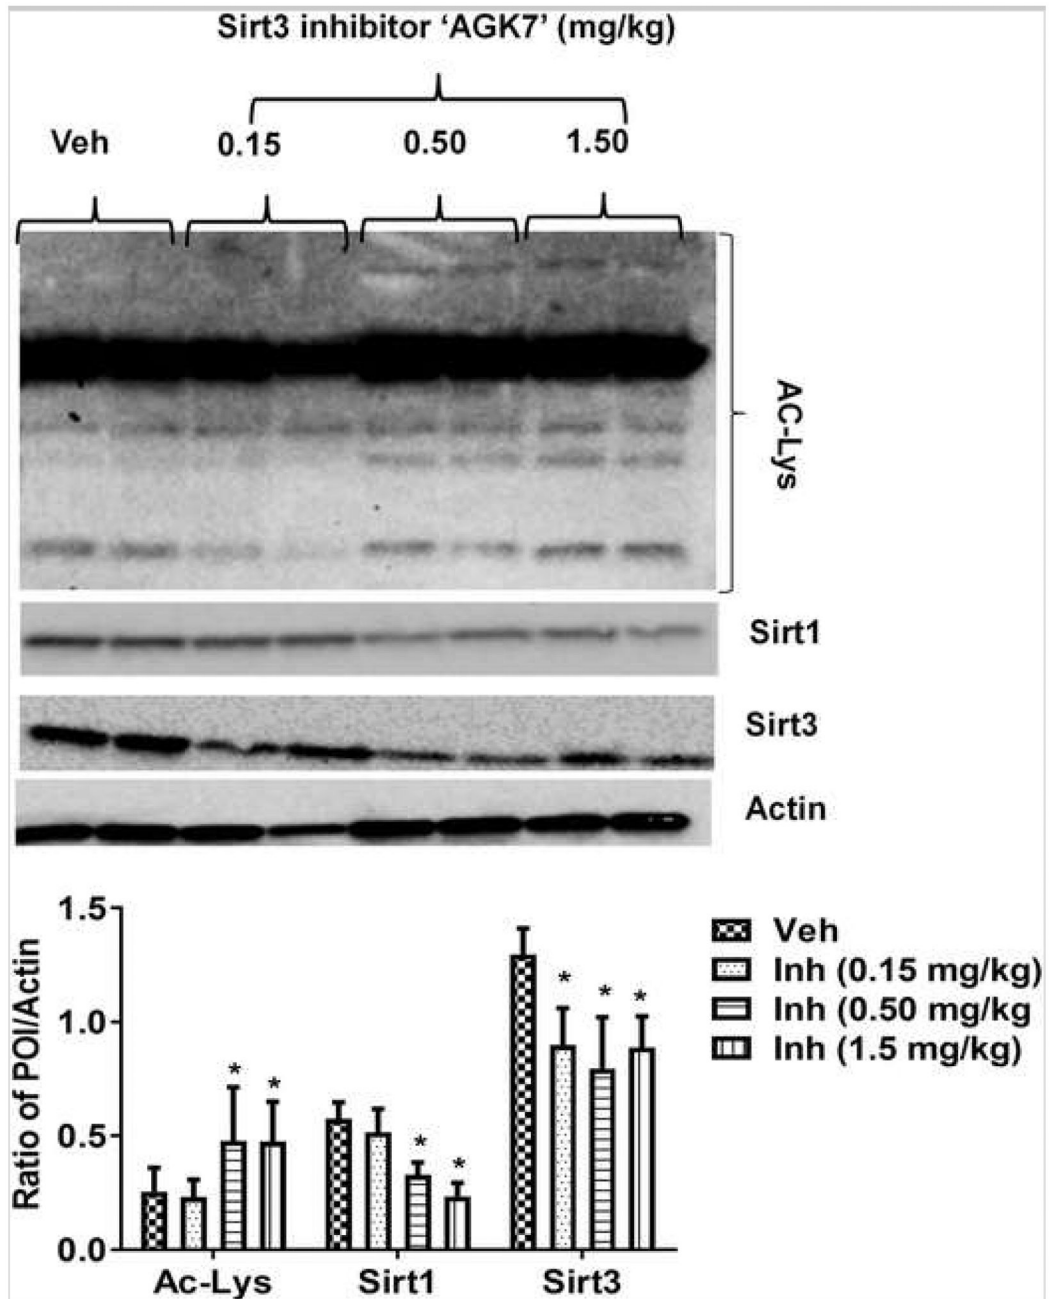 Sirt3 inhibitor ‘AGK7’ (mg/kg)
Veh 0.15 0.50 1.50
AC-Lys
Sirt1
Sirt3
Actin
Ratio of POI/Actin
1.5
1.0
0.5
0.0
* * * * * * *
Ac-Lys Sirt1 Sirt3
Veh
Inh (0.15 mg/kg)
Inh (0.50 mg/kg
Inh (1.5 mg/kg)